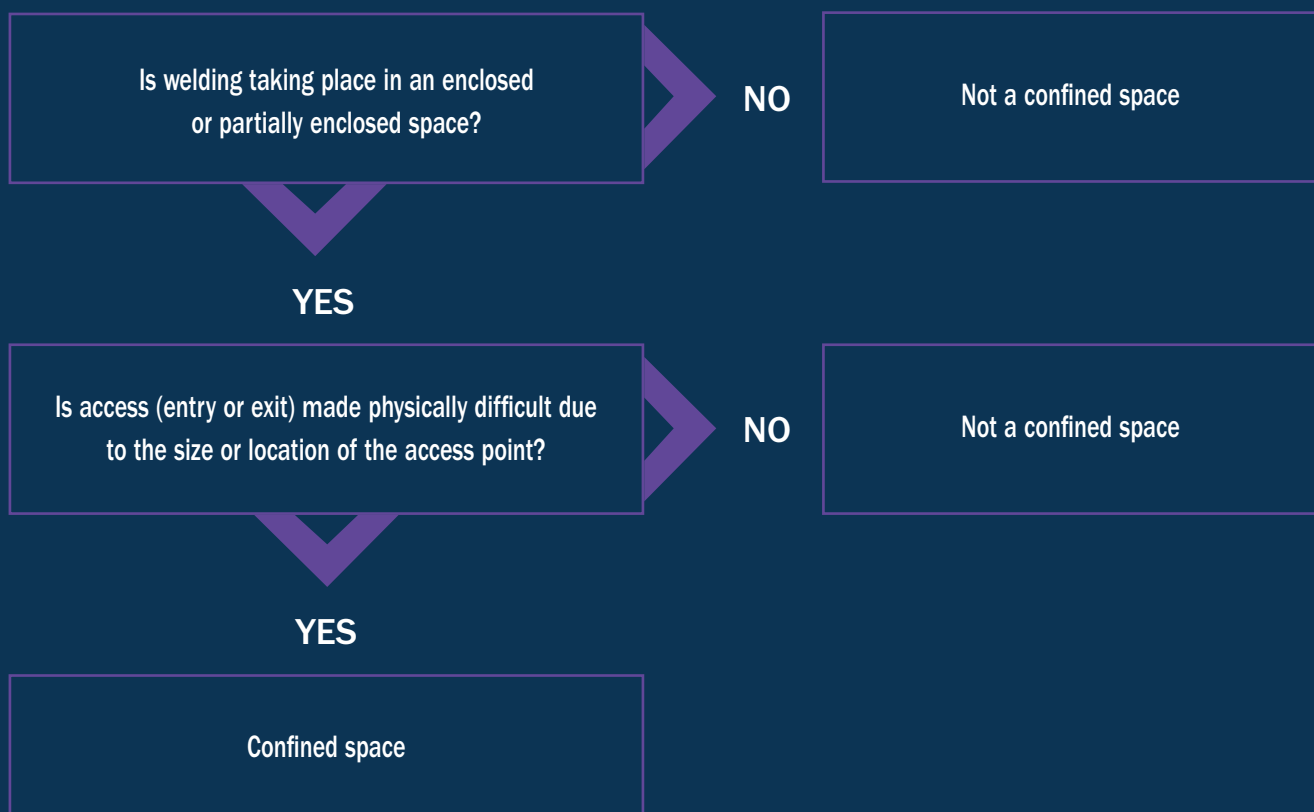 Is welding taking place in an enclosed
or partially enclosed space?
NO
Not a confined space
YES
Is access (entry or exit) made physically difficult due
to the size or location of the access point?
NO
Not a confined space
YES
Confined space